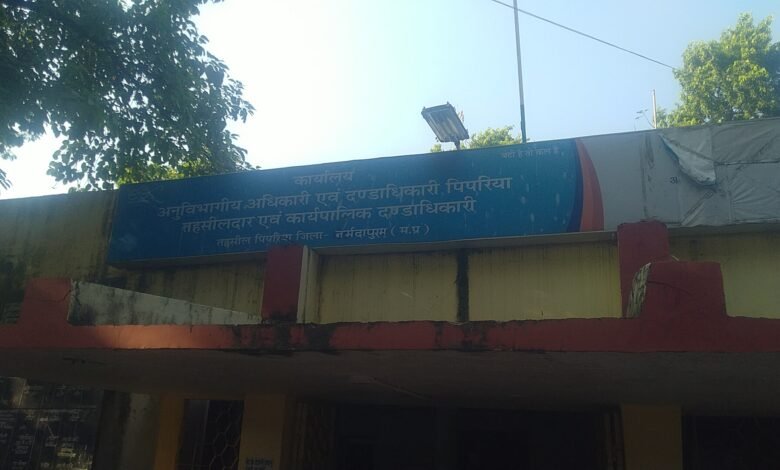 कार्यालय
अनुविभागीय अधिकारी एवं दण्डाधिकारी पिपरिया
तहसीलदार एवं कार्यपालिक दण्डाधिकारी
तहसील पिपरिया जिला- नर्मदापुरम ( म.प्र )